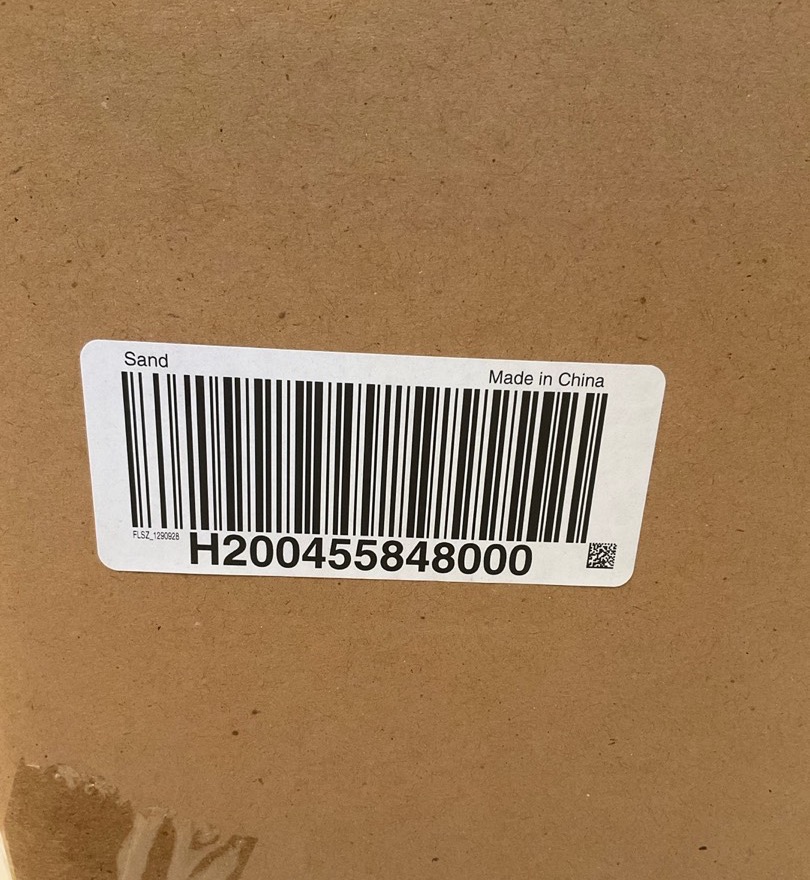 Sand
Made in China
FLSZ_1290928
H200455848000